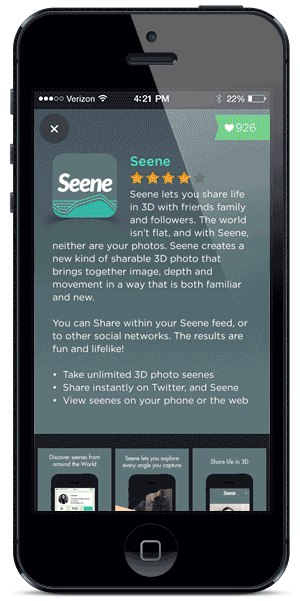 Verizon 4:21 PM 22%
926
Seene
Seene
Seene lets you share life
in 3D with friends family
and followers. The world
isn't flat, and with Seene,
neither are your photos. Seene creates a
new kind of sharable 3D photo that
brings together image, depth and
movement in a way that is both familiar
and new.
You can Share within your Seene feed, or
to other social networks. The results are
fun and lifelike!
• Take unlimited 3D photo seenes
• Share instantly on Twitter, and Seene
• View seenes on your phone or the web
Discover seenes from
around the World
Seene lets you explore
every angle you capture
Share life in 3D
Seene